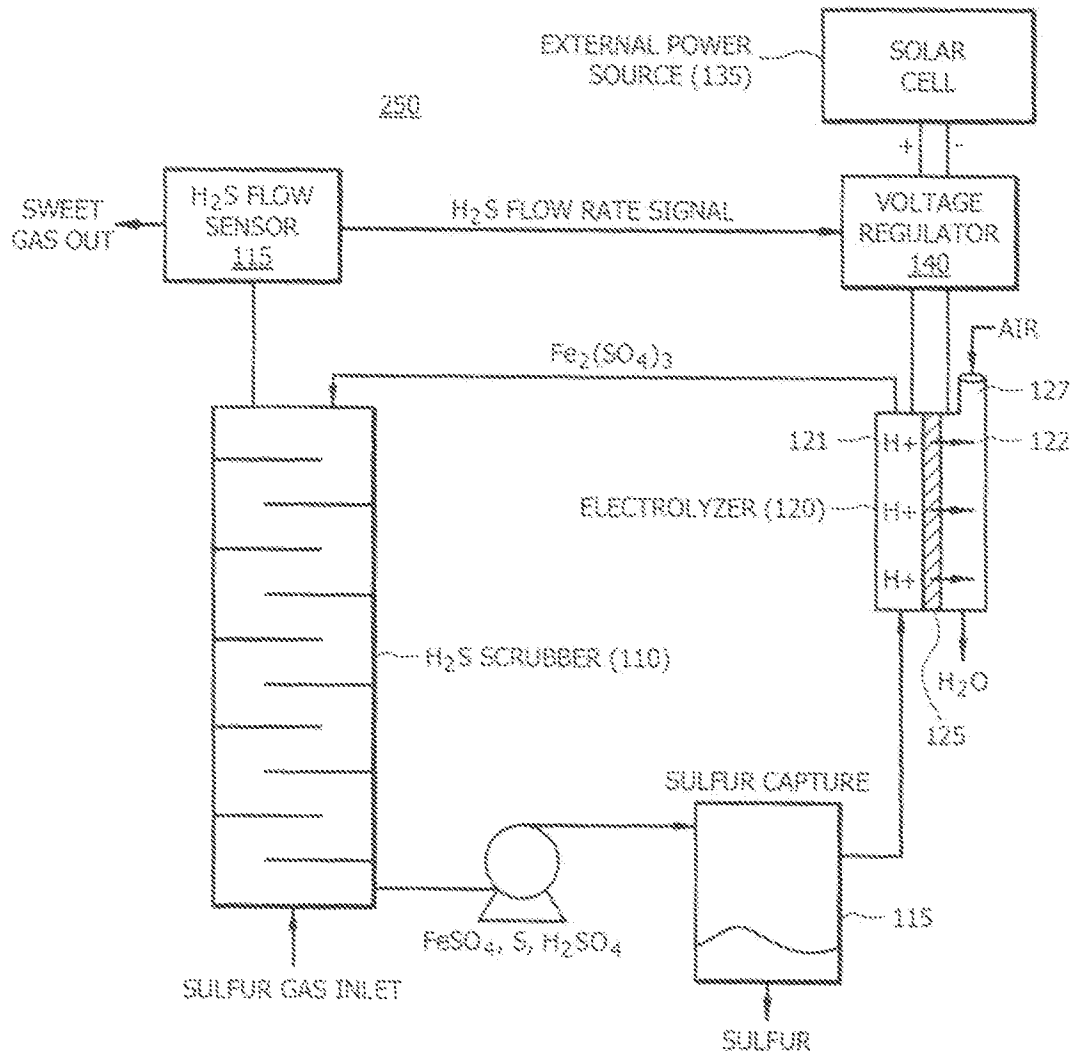 EXTERNAL POWER
SOURCE (135)
SOLAR
CELL
250
+ -
H₂S FLOW
SENSOR
115
SWEET
GAS OUT
H₂S FLOW RATE SIGNAL
VOLTAGE
REGULATOR
140
AIR
Fe₂(SO₄)₃
127
121
H+
122
ELECTROLYZER (120)
H+
H+
H₂S SCRUBBER (110)
H₂O
125
SULFUR CAPTURE
115
FeSO₄, S, H₂SO₄
SULFUR GAS INLET
SULFUR